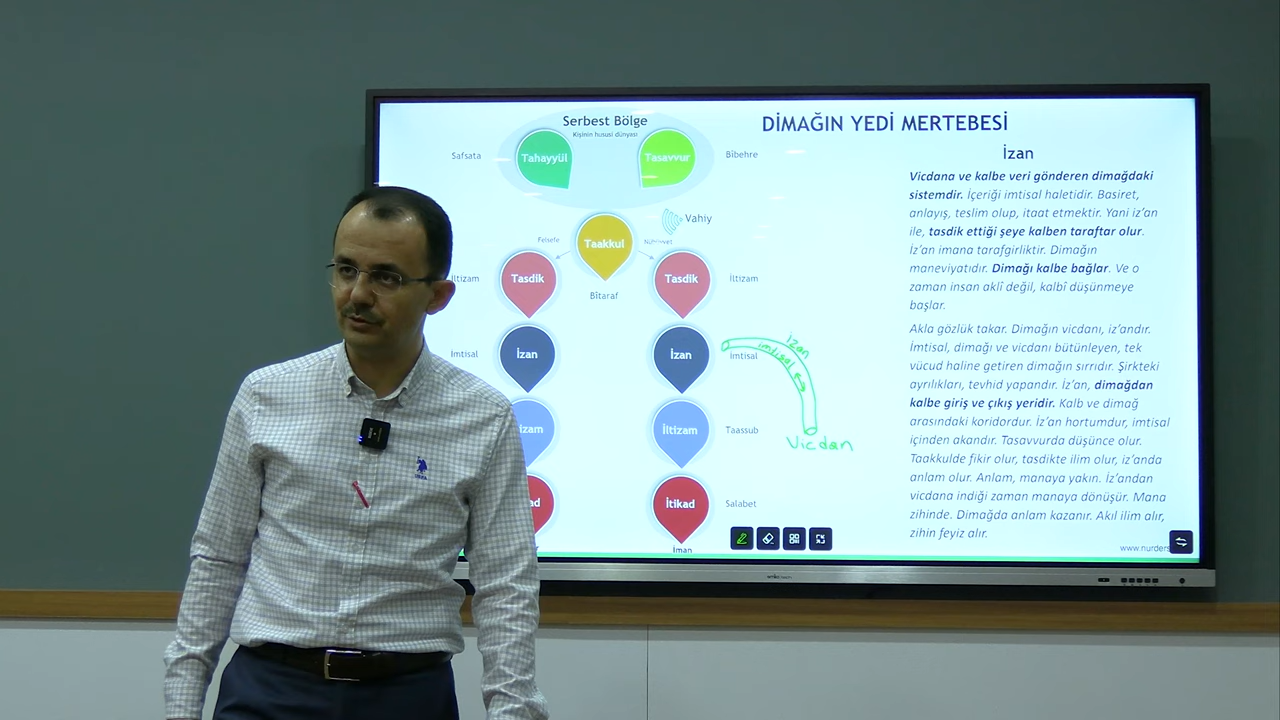 Serbest Bölge
Kişinin hususi dünyası
Safsata
Tahayyül
Tasavvur
Bîbehre
Vahiy
Taakkul
Felsefe
Bîtaraf
İltizam
Tasdik
Tasdik
İltizam
İmtisal
İzan
İzan
İmtisal
izan
imtisal
Vicdan
İltizam
Taassub
İtikad
Salabet
İman
DİMAĞIN YEDİ MERTEBESİ
İzan
Vicdana ve kalbe veri gönderen dimağdaki
sistemdir. İçeriği imtisal haletidir. Basiret,
anlayış, teslim olup, itaat etmektir. Yani iz'an
ile, tasdik ettiği şeye kalben taraftar olur.
İz'an imana tarafgirliktir. Dimağın
maneviyatıdır. Dimağı kalbe bağlar. Ve o
zaman insan aklî değil, kalbî düşünmeye
başlar.
Akla gözlük takar. Dimağın vicdanı, iz'andır.
İmtisal, dimağı ve vicdanı bütünleyen, tek
vücud haline getiren dimağın sırrıdır. Şirkteki
ayrılıkları, tevhid yapandır. İz'an, dimağdan
kalbe giriş ve çıkış yeridir. Kalb ve dimağ
arasındaki koridordur. İz'an hortumdur, imtisal
içinden akandır. Tasavvurda düşünce olur.
Taakkulde fikir olur, tasdikte ilim olur, iz'anda
anlam olur. Anlam, manaya yakın. İz'andan
vicdana indiği zaman manaya dönüşür. Mana
zihinde. Dimağda anlam kazanır. Akıl ilim alır,
zihin feyiz alır.
www.nurders